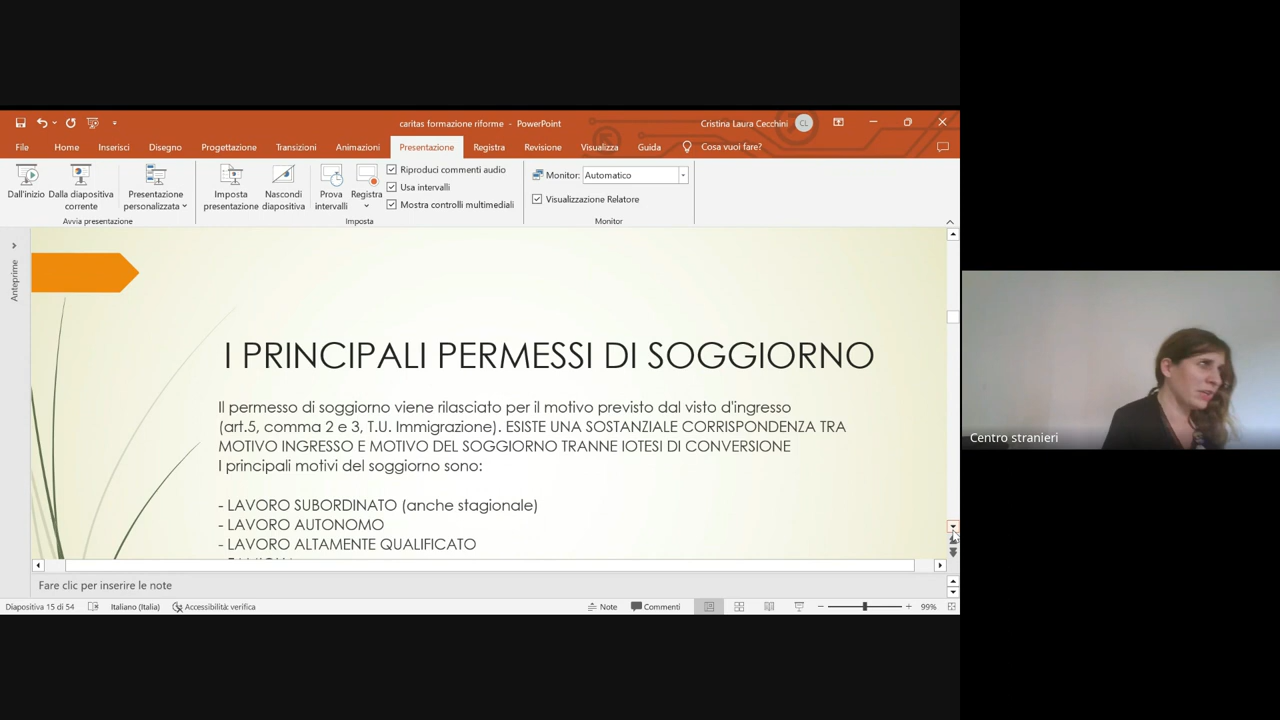 caritas formazione riforme - PowerPoint
Cristina Laura Cecchini CL
File Home Inserisci Disegno Progettazione Transizioni Animazioni Presentazione Registra Revisione Visualizza Guida Cosa vuoi fare?
Dall'inizio
Dalla diapositiva
corrente
Presentazione
personalizzata
Avvia presentazione
Imposta
presentazione
Nascondi
diapositiva
Prova
intervalli
Registra
Riproduci commenti audio
Usa intervalli
Mostra controlli multimediali
Imposta
Monitor: Automatico
Visualizzazione Relatore
Monitor
Anteprime
I PRINCIPALI PERMESSI DI SOGGIORNO
Il permesso di soggiorno viene rilasciato per il motivo previsto dal visto d'ingresso
(art.5, comma 2 e 3, T.U. Immigrazione). ESISTE UNA SOSTANZIALE CORRISPONDENZA TRA
MOTIVO INGRESSO E MOTIVO DEL SOGGIORNO TRANNE IOTESI DI CONVERSIONE
I principali motivi del soggiorno sono:
- LAVORO SUBORDINATO (anche stagionale)
- LAVORO AUTONOMO
- LAVORO ALTAMENTE QUALIFICATO
Fare clic per inserire le note
Diapositiva 15 di 54 Italiano (Italia) Accessibilità: verifica Note Commenti 99%
Centro stranieri